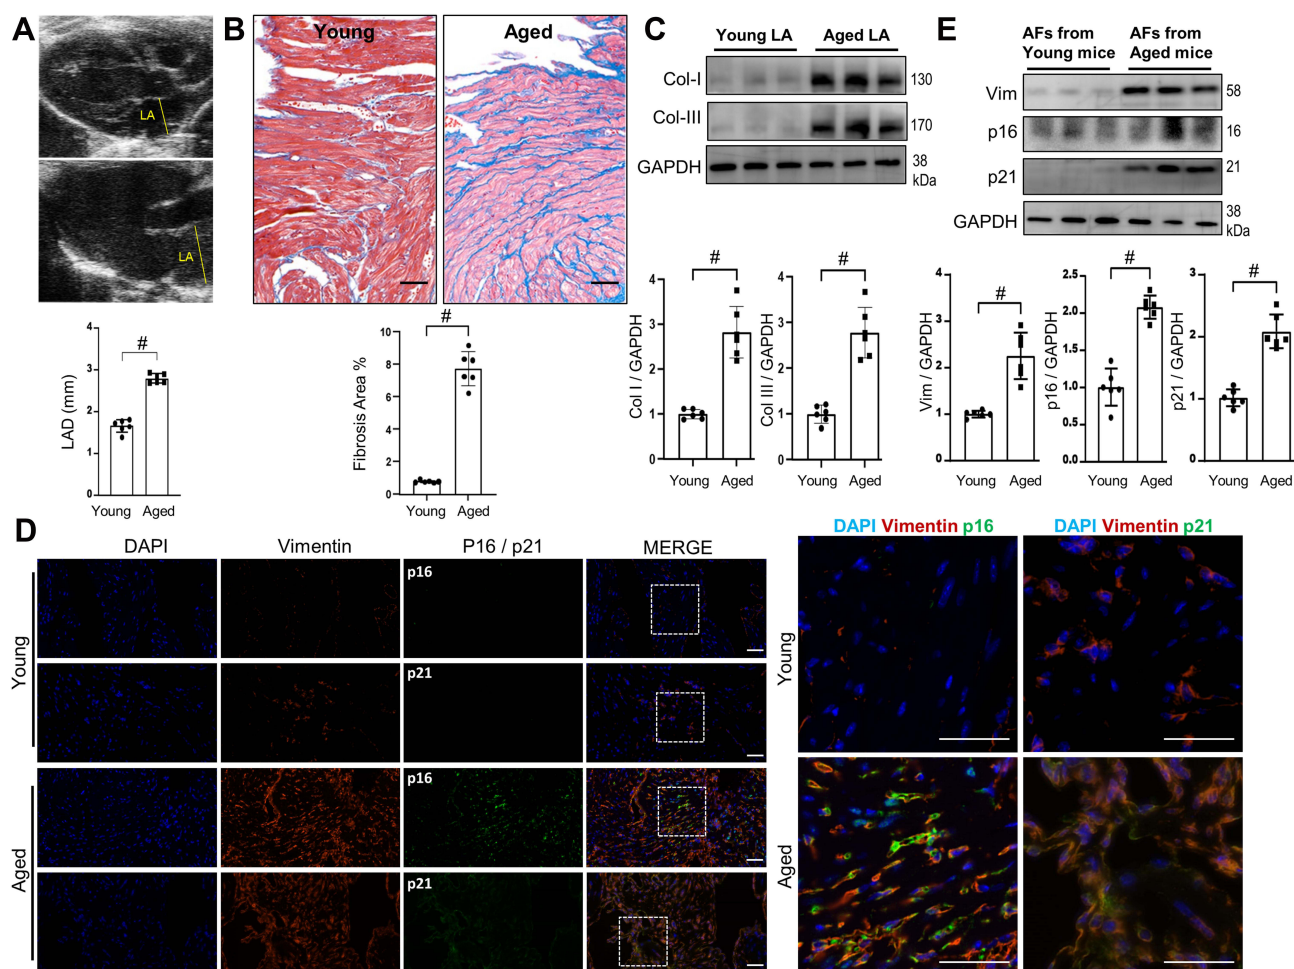 A
LA
LA
LAD (mm)
4
3
2
1
0
Young Aged
#
B
Young
Aged
Fibrosis Area %
10
8
6
4
2
0
Young Aged
#
C
Young LA Aged LA
Col-I 130
Col-III 170
GAPDH 38
kDa
Col I / GAPDH
4
3
2
1
0
Young Aged
#
Col III / GAPDH
4
3
2
1
0
Young Aged
#
E
AFs from AFs from
Young mice Aged mice
Vim 58
p16 16
p21 21
GAPDH 38
kDa
Vim / GAPDH
4
3
2
1
0
Young Aged
#
p16 / GAPDH
2.5
2.0
1.5
1.0
0.5
0.0
Young Aged
#
p21 / GAPDH
3
2
1
0
Young Aged
#
D
DAPI Vimentin P16 / p21 MERGE
Young
p16
p21
Aged
p16
p21
DAPI Vimentin p16 DAPI Vimentin p21
Young
Aged